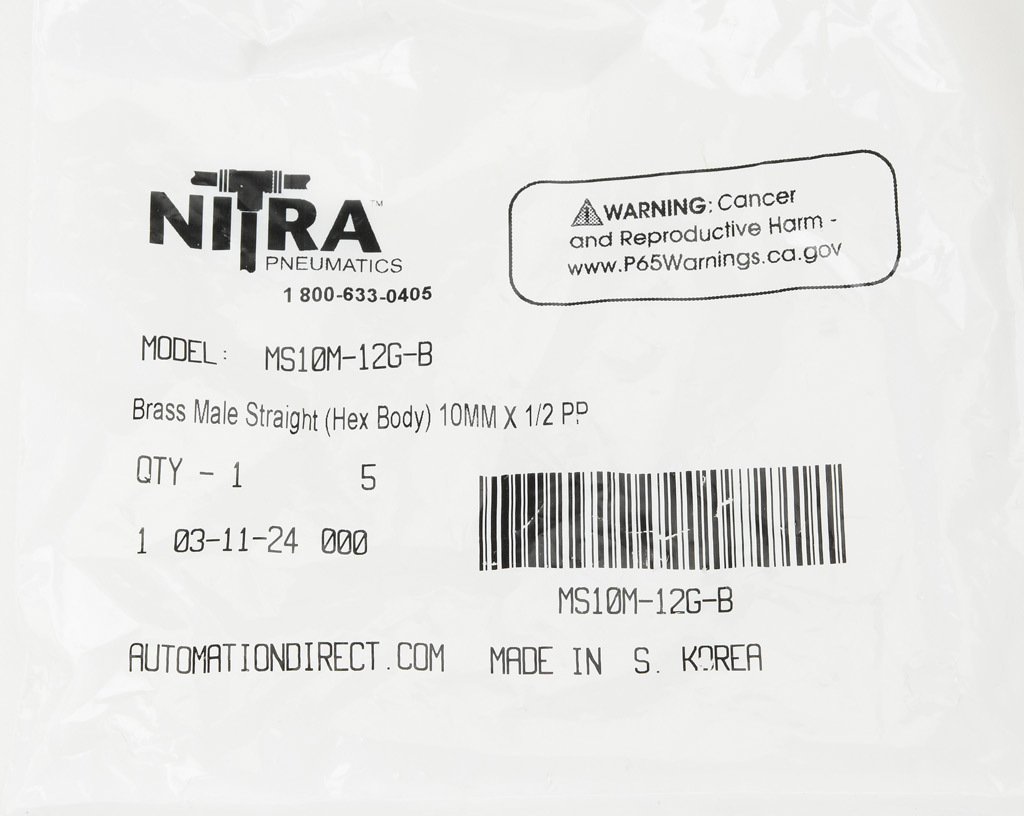 NITRA™
PNEUMATICS
1 800-633-0405
WARNING: Cancer
and Reproductive Harm -
www.P65Warnings.ca.gov
MODEL: MS10M-12G-B
Brass Male Straight (Hex Body) 10MM X 1/2 PP
QTY - 1 5
1 03-11-24 000
MS10M-12G-B
AUTOMATIONDIRECT.COM MADE IN S. KOREA